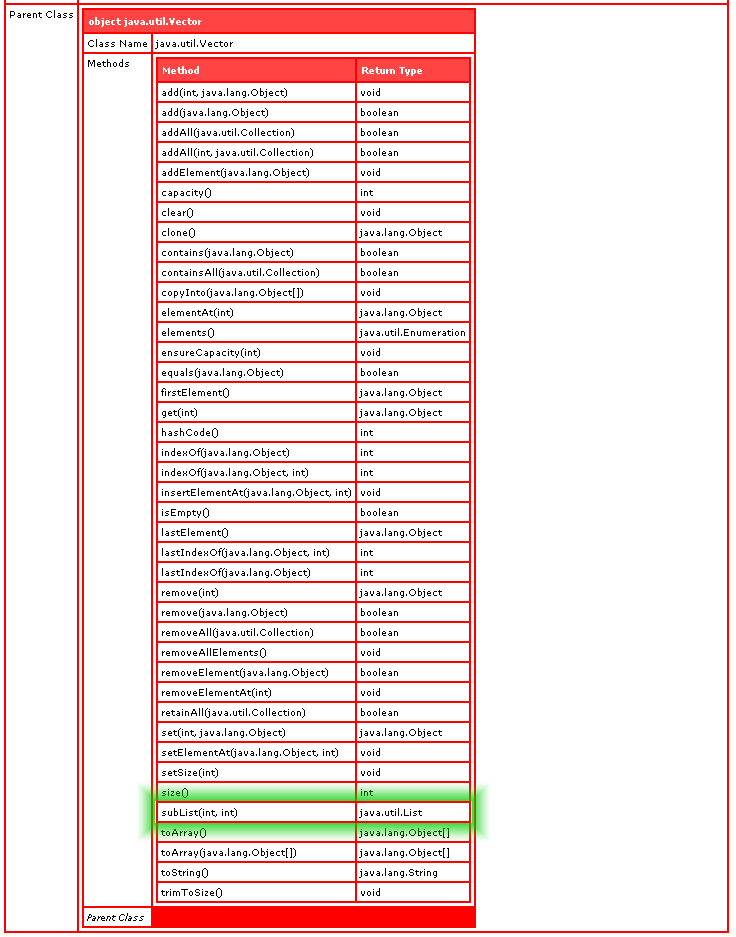 Parent Class
object java.util.Vector
Class Name java.util.Vector
Methods
Method Return Type
add(int, java.lang.Object) void
add(java.lang.Object) boolean
addAll(java.util.Collection) boolean
addAll(int, java.util.Collection) boolean
addElement(java.lang.Object) void
capacity() int
clear() void
clone() java.lang.Object
contains(java.lang.Object) boolean
containsAll(java.util.Collection) boolean
copyInto(java.lang.Object[]) void
elementAt(int) java.lang.Object
elements() java.util.Enumeration
ensureCapacity(int) void
equals(java.lang.Object) boolean
firstElement() java.lang.Object
get(int) java.lang.Object
hashCode() int
indexOf(java.lang.Object) int
indexOf(java.lang.Object, int) int
insertElementAt(java.lang.Object, int) void
isEmpty() boolean
lastElement() java.lang.Object
lastIndexOf(java.lang.Object, int) int
lastIndexOf(java.lang.Object) int
remove(int) java.lang.Object
remove(java.lang.Object) boolean
removeAll(java.util.Collection) boolean
removeAllElements() void
removeElement(java.lang.Object) boolean
removeElementAt(int) void
retainAll(java.util.Collection) boolean
set(int, java.lang.Object) java.lang.Object
setElementAt(java.lang.Object, int) void
setSize(int) void
size() int
subList(int, int) java.util.List
toArray() java.lang.Object[]
toArray(java.lang.Object[]) java.lang.Object[]
toString() java.lang.String
trimToSize() void
Parent Class